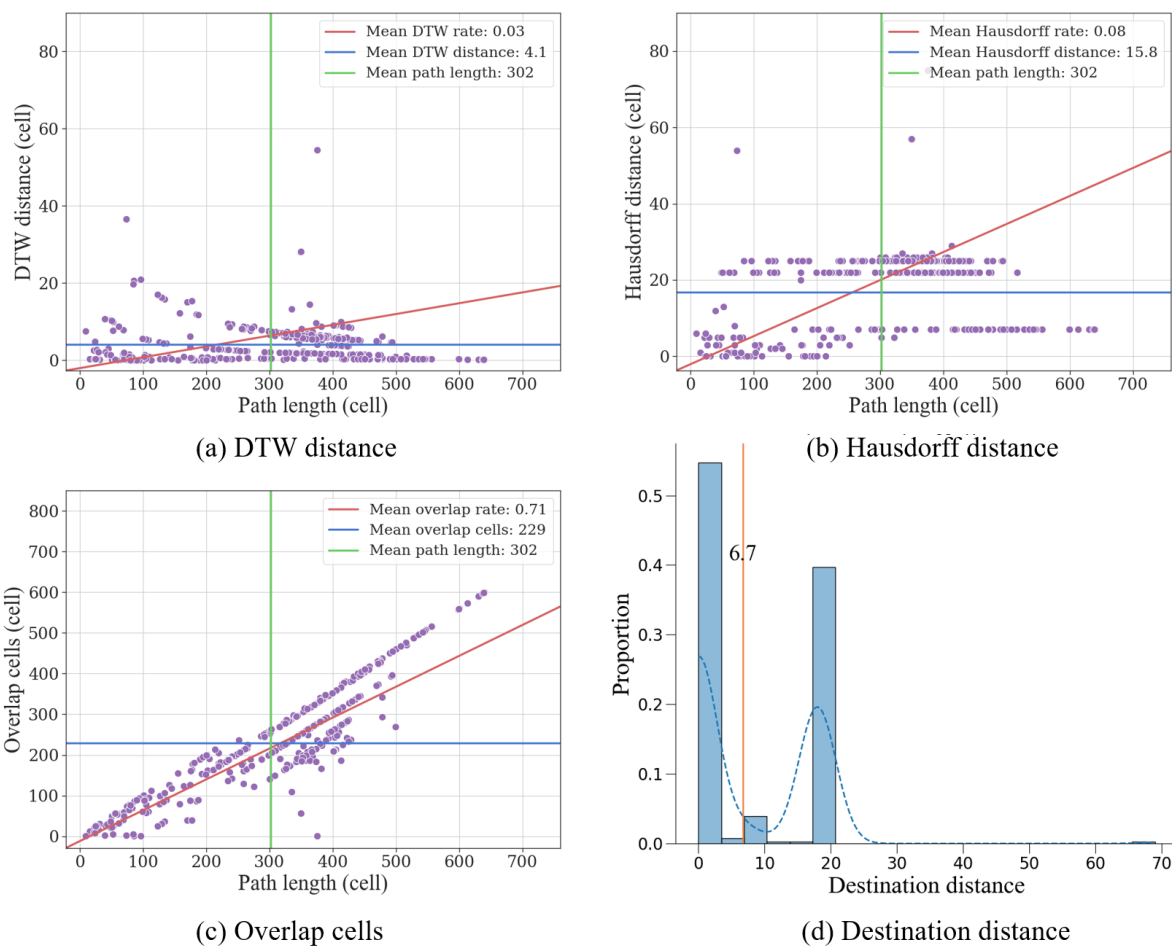 Mean DTW rate: 0.03
Mean DTW distance: 4.1
Mean path length: 302
DTW distance (cell)
80
60
40
20
0
0 100 200 300 400 500 600 700
Path length (cell)
(a) DTW distance
Mean Hausdorff rate: 0.08
Mean Hausdorff distance: 15.8
Mean path length: 302
Hausdorff distance (cell)
80
60
40
20
0
0 100 200 300 400 500 600 700
Path length (cell)
(b) Hausdorff distance
Mean overlap rate: 0.71
Mean overlap cells: 229
Mean path length: 302
Overlap cells (cell)
800
700
600
500
400
300
200
100
0
0 100 200 300 400 500 600 700
Path length (cell)
(c) Overlap cells
6.7
Proportion
0.5
0.4
0.3
0.2
0.1
0.0
0 10 20 30 40 50 60 70
Destination distance
(d) Destination distance